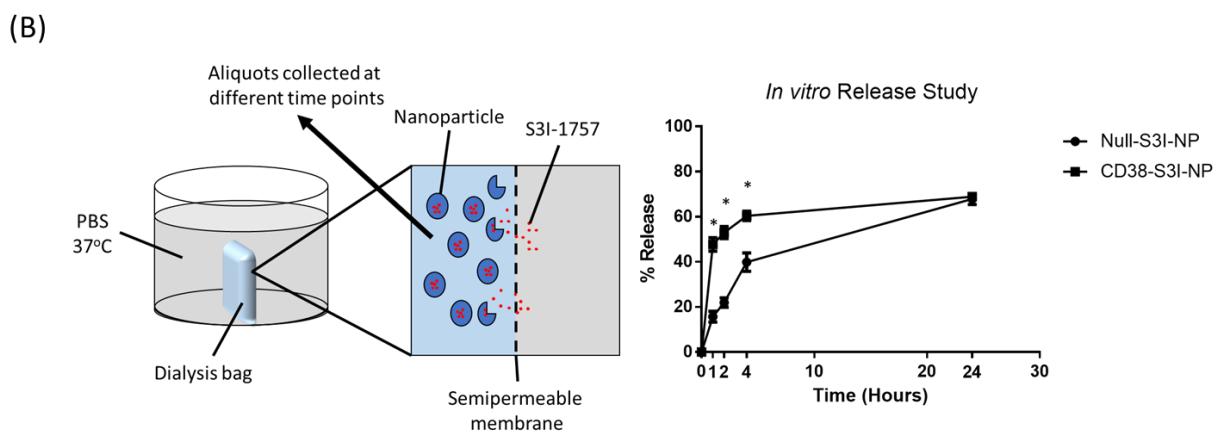 (B)
Aliquots collected at
different time points
Nanoparticle
S3I-1757
PBS
37ºC
Dialysis bag
Semipermeable
membrane
In vitro Release Study
% Release
100
80
60
40
20
0
* * *
0 1 2 4 10 20 24 30
Time (Hours)
Null-S3I-NP
CD38-S3I-NP